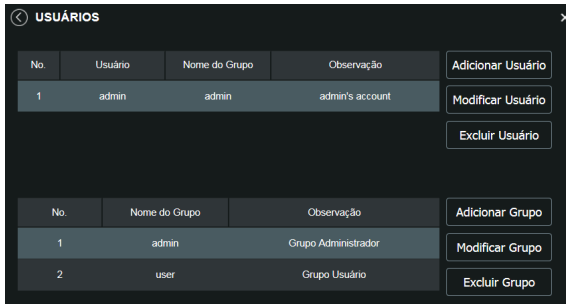 USUÁRIOS
No. Usuário Nome do Grupo Observação Adicionar Usuário
1 admin admin admin's account Modificar Usuário
Excluir Usuário
No. Nome do Grupo Observação Adicionar Grupo
1 admin Grupo Administrador Modificar Grupo
2 user Grupo Usuário Excluir Grupo